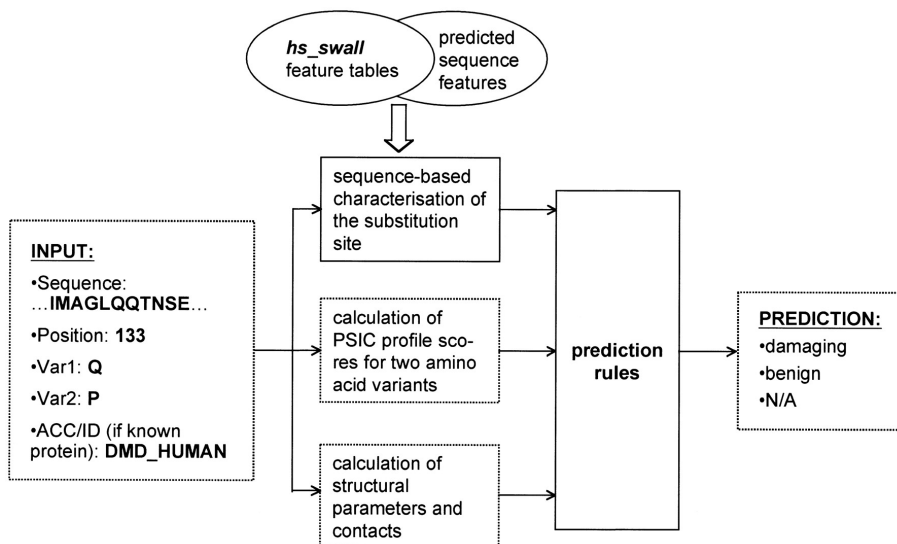 hs_swall
feature tables
predicted
sequence
features
sequence-based
characterisation of
the substitution
site
INPUT:
•Sequence:
…IMAGLQQTNSE…
•Position: 133
•Var1: Q
•Var2: P
•ACC/ID (if known
protein): DMD_HUMAN
calculation of
PSIC profile sco-
res for two amino
acid variants
calculation of
structural
parameters and
contacts
prediction
rules
PREDICTION:
•damaging
•benign
•N/A